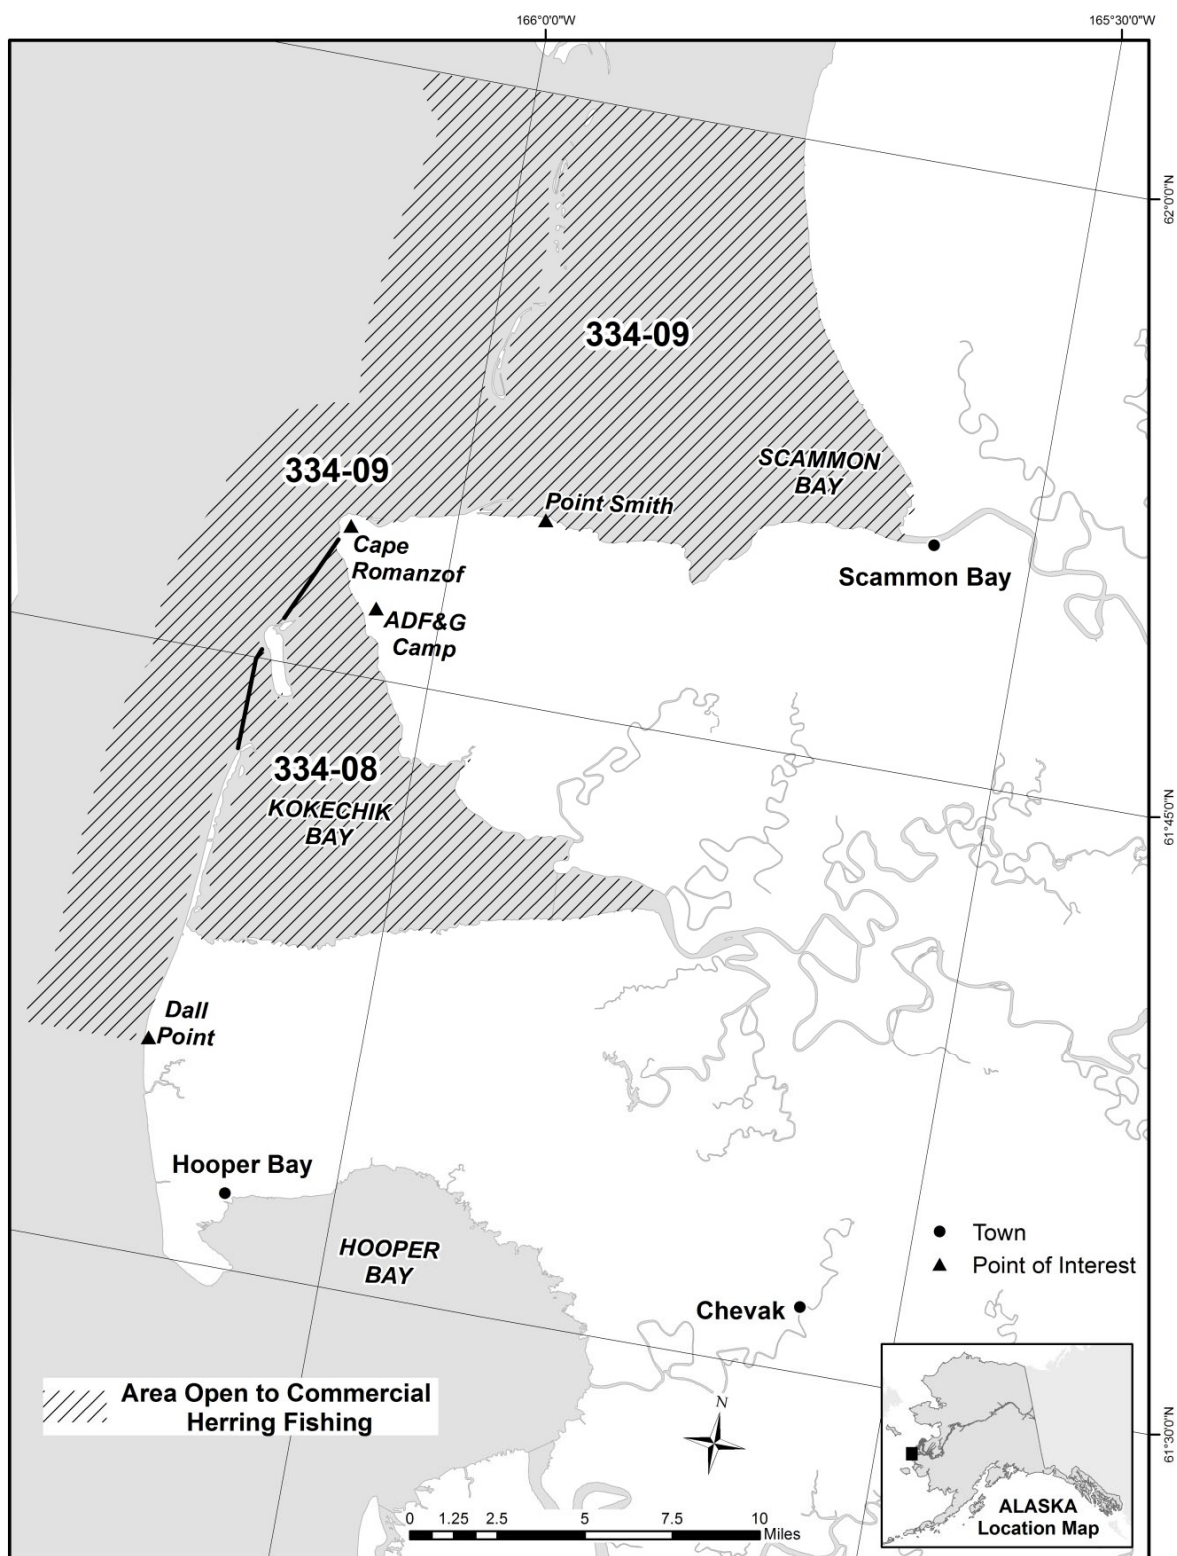 166°0'0"W
165°30'0"W
62°0'0"N
334-09
SCAMMON
BAY
334-09
Point Smith
Cape
Romanzof
Scammon Bay
ADF&G
Camp
334-08
KOKECHIK
BAY
61°45'0"N
Dall
Point
Hooper Bay
HOOPER
BAY
Town
Point of Interest
Chevak
Area Open to Commercial
Herring Fishing
N
61°30'0"N
0 1.25 2.5 5 7.5 10
Miles
ALASKA
Location Map